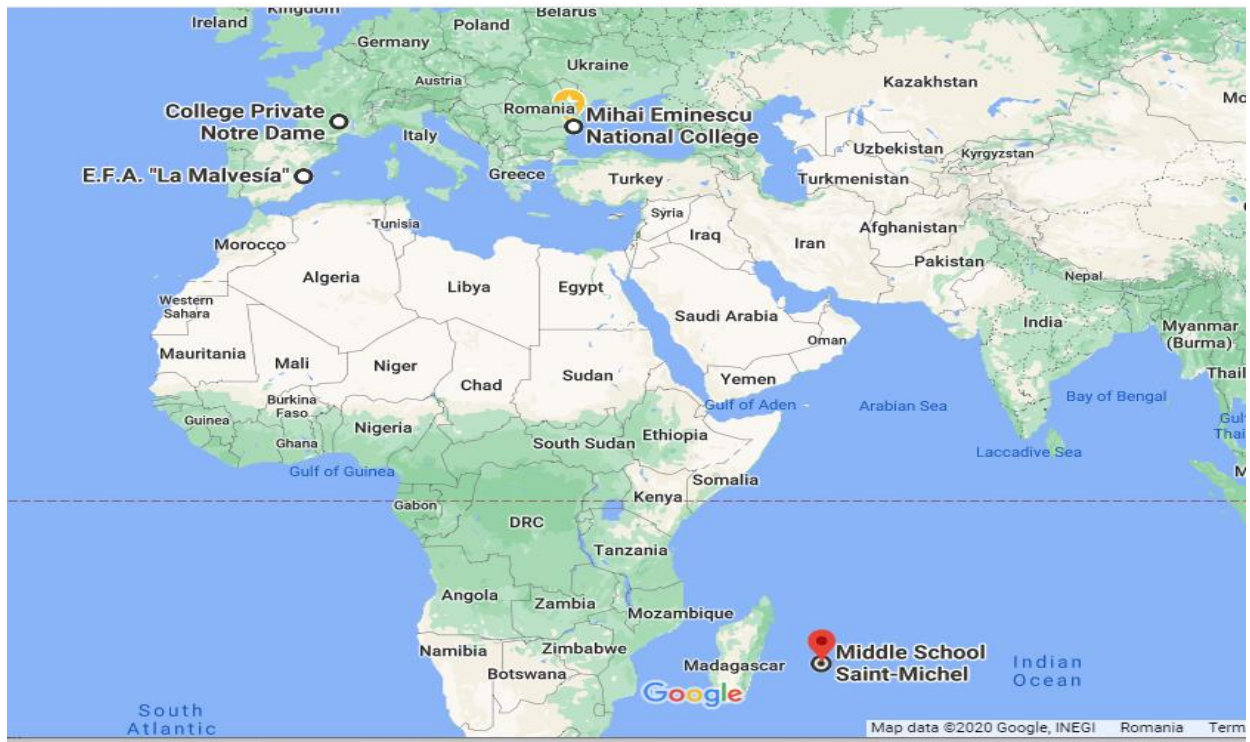 Kingdom
Ireland
Poland
Belarus
Germany
Ukraine
Austria
Kazakhstan
Mo
College Private
Notre Dame
Romania
Mihai Eminescu
National College
Italy
Uzbekistan
Kyrgyzstan
E.F.A. "La Malvesía"
Greece
Turkey
Turkmenistan
Tunisia
Syria
Morocco
Iraq
Iran
Afghanistan
Pakistan
Algeria
Libya
Egypt
Nepal
Western
Sahara
Saudi Arabia
India
Mauritania
Mali
Niger
Chad
Sudan
Oman
Yemen
Myanmar
(Burma)
Thail
Burkina
Faso
Gulf of Aden
Arabian Sea
Bay of Bengal
Guinea
Nigeria
Ghana
South Sudan
Ethiopia
Gul
Thai
Gulf of Guinea
Laccadive Sea
M
Somalia
Kenya
Gabon
DRC
Tanzania
Angola
Zambia
Mozambique
Namibia
Zimbabwe
Botswana
Madagascar
Middle School
Saint-Michel
Indian
Ocean
Google
South
Atlantic
Map data ©2020 Google, INEGI Romania Term